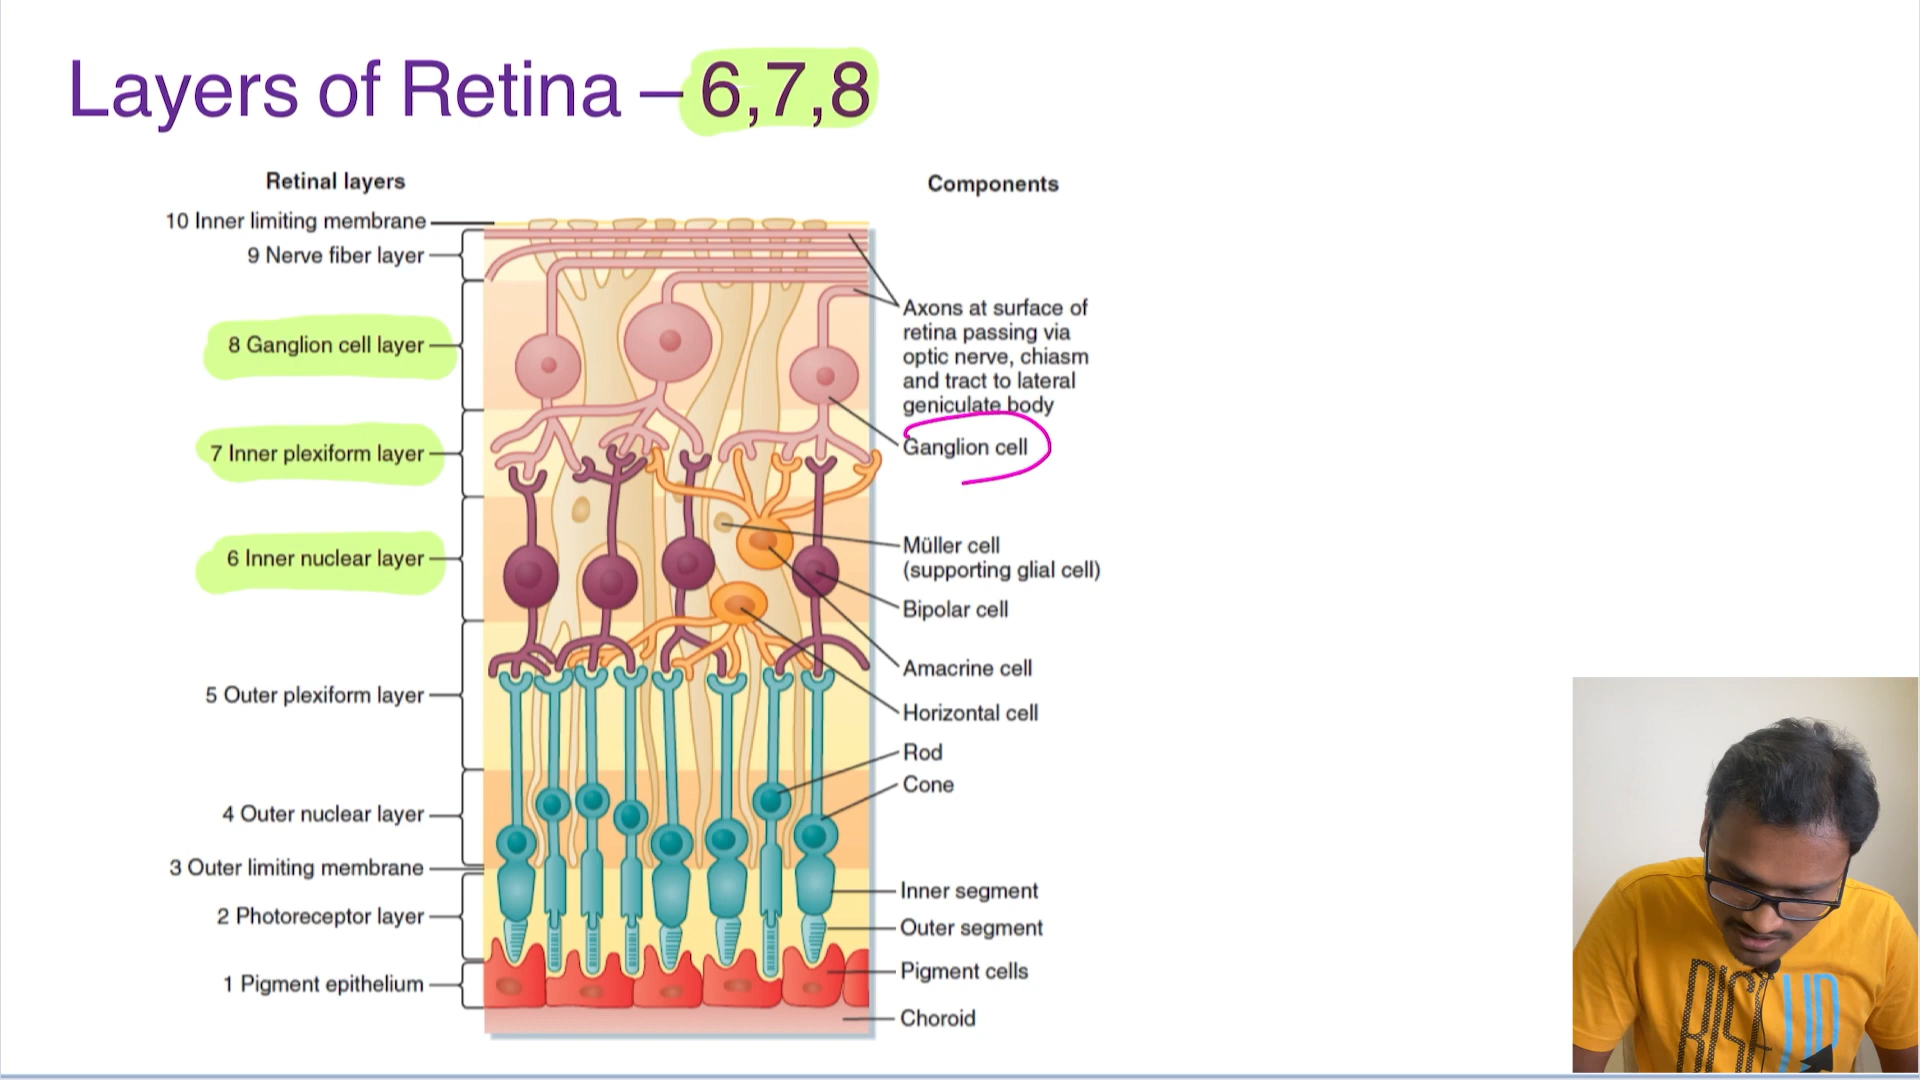 Layers of Retina – 6,7,8
Retinal layers
Components
10 Inner limiting membrane
9 Nerve fiber layer
8 Ganglion cell layer
7 Inner plexiform layer
6 Inner nuclear layer
5 Outer plexiform layer
4 Outer nuclear layer
3 Outer limiting membrane
2 Photoreceptor layer
1 Pigment epithelium
Axons at surface of
retina passing via
optic nerve, chiasm
and tract to lateral
geniculate body
Ganglion cell
Müller cell
(supporting glial cell)
Bipolar cell
Amacrine cell
Horizontal cell
Rod
Cone
Inner segment
Outer segment
Pigment cells
Choroid
RISE
UP